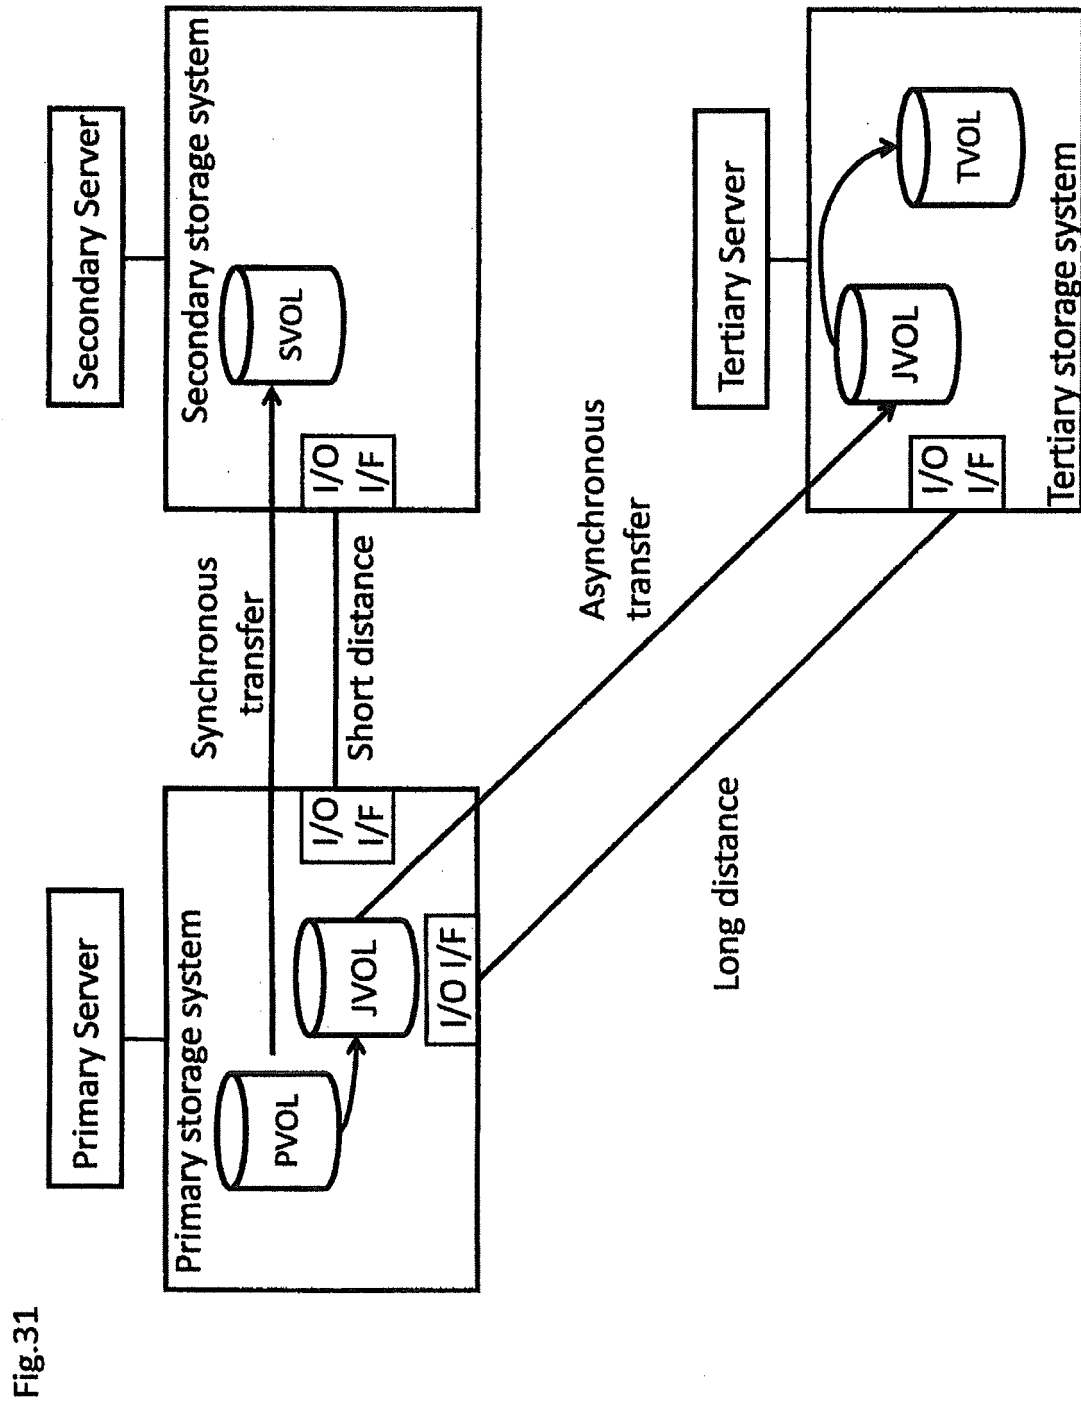 Fig.31
Primary Server
Primary storage system
PVOL
JVOL
I/O
I/F
I/O I/F
Synchronous
transfer
Short distance
Secondary Server
Secondary storage system
SVOL
I/O
I/F
Asynchronous
transfer
Long distance
Tertiary Server
JVOL
TVOL
I/O
I/F
Tertiary storage system